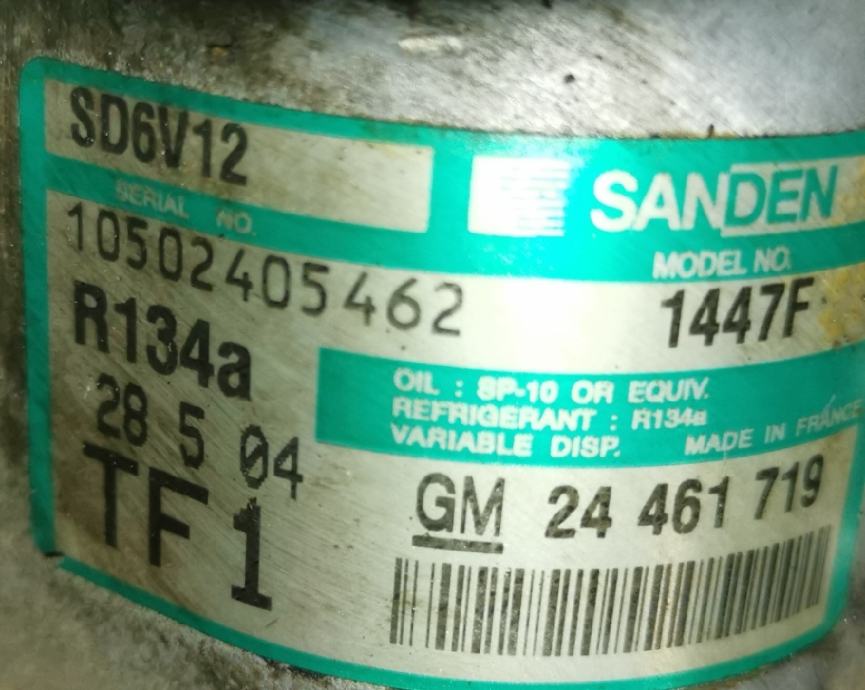 SD6V12
SANDEN
SERIAL NO.
MODEL NO.
10502405462
1447F
R134a
OIL : SP-10 OR EQUIV.
REFRIGERANT : R134a
VARIABLE DISP. MADE IN FRANCE
28 5 04
TF1
GM 24 461 719